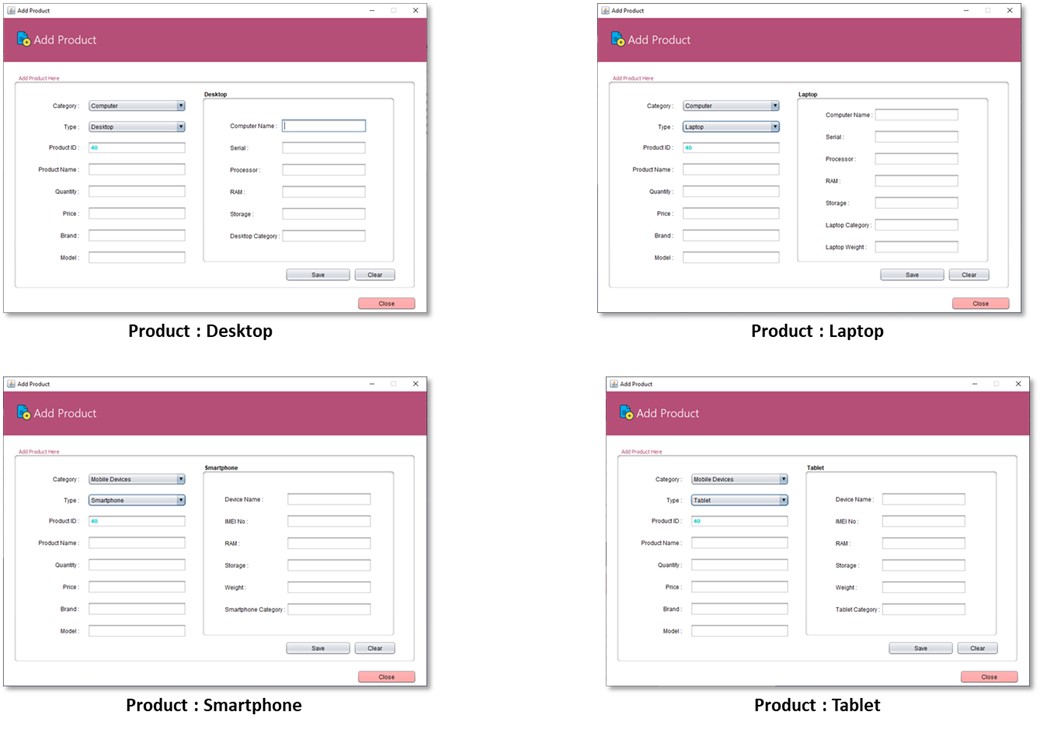 Add Product
Add Product
Add Product Here
Desktop
Category : Computer
Computer Name :
Type : Desktop
Serial :
Product ID : 40
Processor :
Product Name :
RAM :
Quantity :
Storage :
Price :
Desktop Category :
Brand :
Model :
Save Clear
Close
Product : Desktop
Add Product
Add Product
Add Product Here
Laptop
Category : Computer
Computer Name :
Type : Laptop
Serial :
Product ID : 40
Processor :
Product Name :
RAM :
Quantity :
Storage :
Price :
Laptop Category :
Brand :
Laptop Weight :
Model :
Save Clear
Close
Product : Laptop
Add Product
Add Product
Add Product Here
Smartphone
Category : Mobile Devices
Device Name :
Type : Smartphone
IMEI No :
Product ID : 40
RAM :
Product Name :
Storage :
Quantity :
Weight :
Price :
Smartphone Category :
Brand :
Model :
Save Clear
Close
Product : Smartphone
Add Product
Add Product
Add Product Here
Tablet
Category : Mobile Devices
Device Name :
Type : Tablet
IMEI No :
Product ID : 40
RAM :
Product Name :
Storage :
Quantity :
Weight :
Price :
Tablet Category :
Brand :
Model :
Save Clear
Close
Product : Tablet